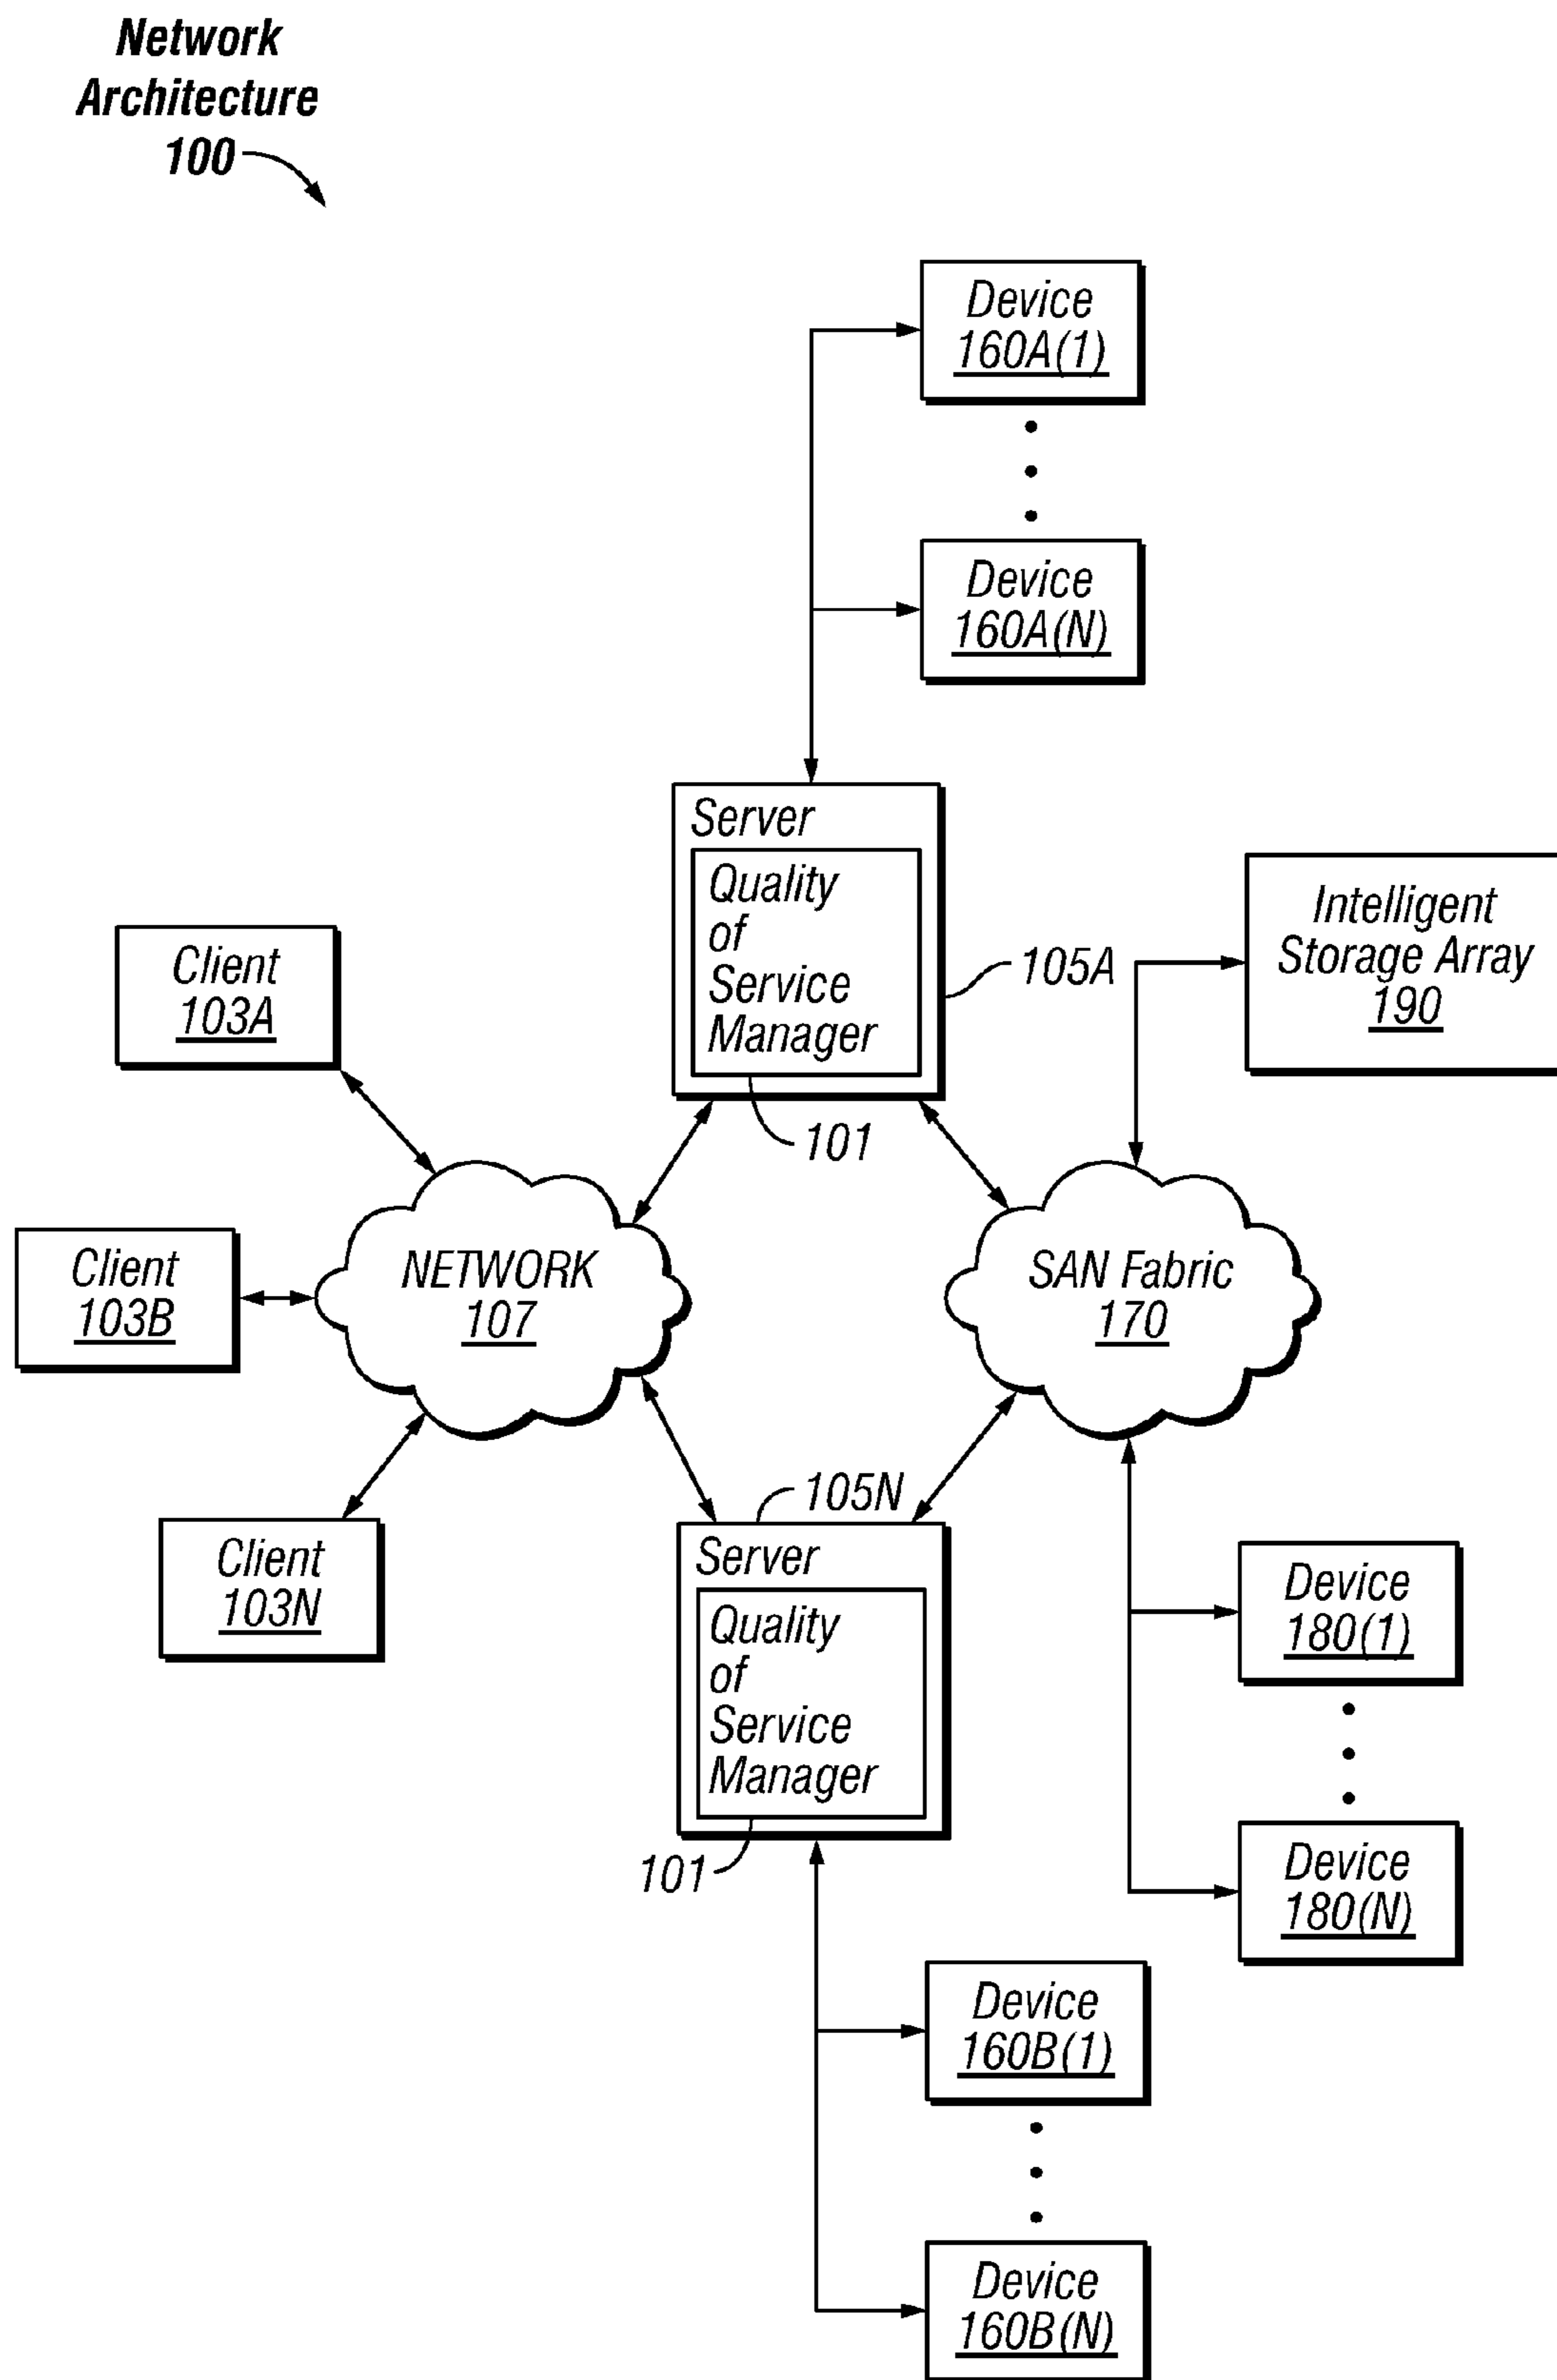 Network
Architecture
100
Device
160A(1)
Device
160A(N)
Server
Quality
of
Service
Manager
105A
101
Intelligent
Storage Array
190
Client
103A
Client
103B
Client
103N
NETWORK
107
SAN Fabric
170
105N
Server
Quality
of
Service
Manager
101
Device
180(1)
Device
180(N)
Device
160B(1)
Device
160B(N)